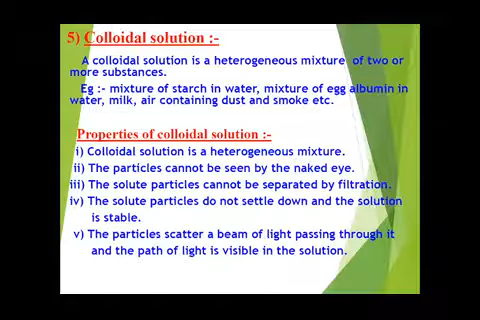 5) Colloidal solution :-
A colloidal solution is a heterogeneous mixture of two or
more substances.
Eg :- mixture of starch in water, mixture of egg albumin in
water, milk, air containing dust and smoke etc.
Properties of colloidal solution :-
i) Colloidal solution is a heterogeneous mixture.
ii) The particles cannot be seen by the naked eye.
iii) The solute particles cannot be separated by filtration.
iv) The solute particles do not settle down and the solution
is stable.
v) The particles scatter a beam of light passing through it
and the path of light is visible in the solution.